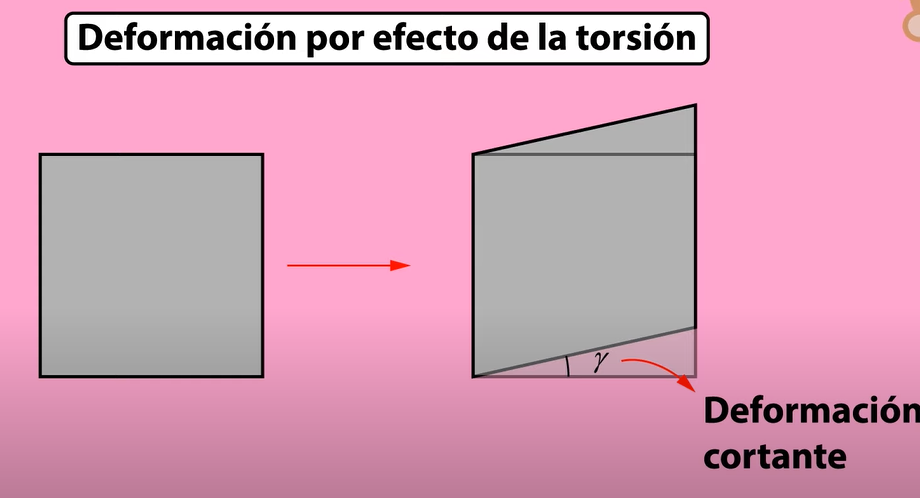 Deformación por efecto de la torsión
γ
Deformación
cortante